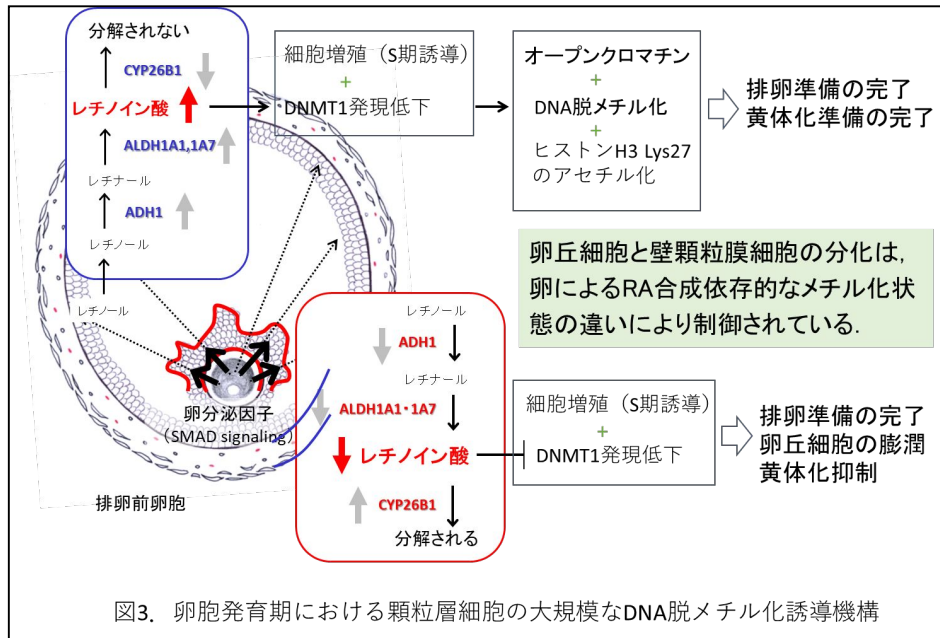 分解されない
CYP26B1
レチノイン酸
ALDH1A1,1A7
レチナール
ADH1
レチノール
レチノール
細胞増殖（S期誘導）
+
DNMT1発現低下
オープンクロマチン
+
DNA脱メチル化
+
ヒストンH3 Lys27
のアセチル化
排卵準備の完了
黄体化準備の完了
卵丘細胞と壁顆粒膜細胞の分化は,
卵によるRA合成依存的なメチル化状
態の違いにより制御されている.
卵分泌因子
（SMAD signaling）
排卵前卵胞
レチノール
ADH1
レチナール
ALDH1A1・1A7
レチノイン酸
CYP26B1
分解される
細胞増殖（S期誘導）
+
DNMT1発現低下
排卵準備の完了
卵丘細胞の膨潤
黄体化抑制
図3．卵胞発育期における顆粒層細胞の大規模なDNA脱メチル化誘導機構